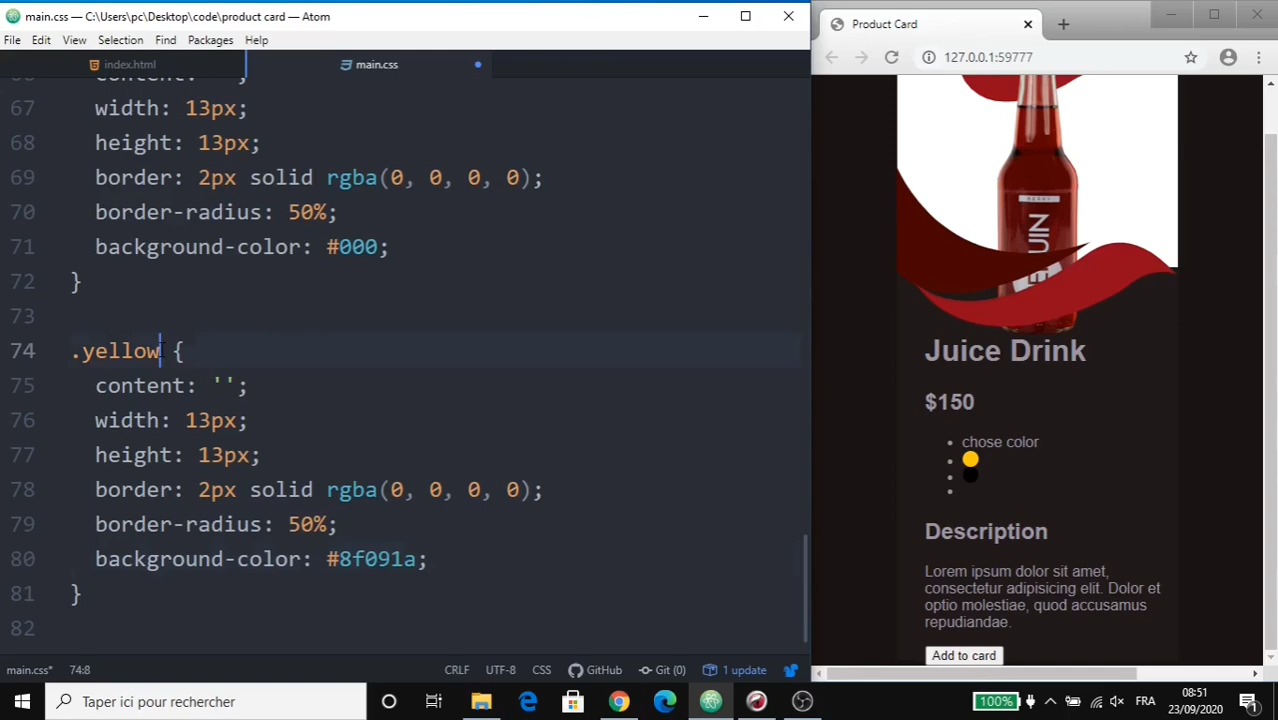 main.css — C:\Users\pc\Desktop\code\product card — Atom
File Edit View Selection Find Packages Help
index.html
main.css
67 width: 13px;
68 height: 13px;
69 border: 2px solid rgba(0, 0, 0, 0);
70 border-radius: 50%;
71 background-color: #000;
72 }
73
74 .yellow {
75 content: '';
76 width: 13px;
77 height: 13px;
78 border: 2px solid rgba(0, 0, 0, 0);
79 border-radius: 50%;
80 background-color: #8f091a;
81 }
82
main.css* 74:8 CRLF UTF-8 CSS GitHub Git (0) 1 update
Product Card
127.0.0.1:59777
Juice Drink
$150
• chose color
•
•
•
Description
Lorem ipsum dolor sit amet,
consectetur adipisicing elit. Dolor et
optio molestiae, quod accusamus
repudiandae.
Add to card
Taper ici pour rechercher
100% FRA
08:51
23/09/2020
1